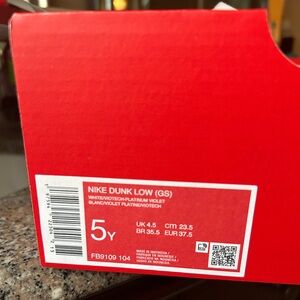 NIKE DUNK LOW (GS)
WHITE/VIOTECH-PLATINUM VIOLET
BLANC/VIOLET PLATINE/VIOTECH
5Y
UK 4.5 cm 23.5
BR 35.5 EUR 37.5
FB9109 104